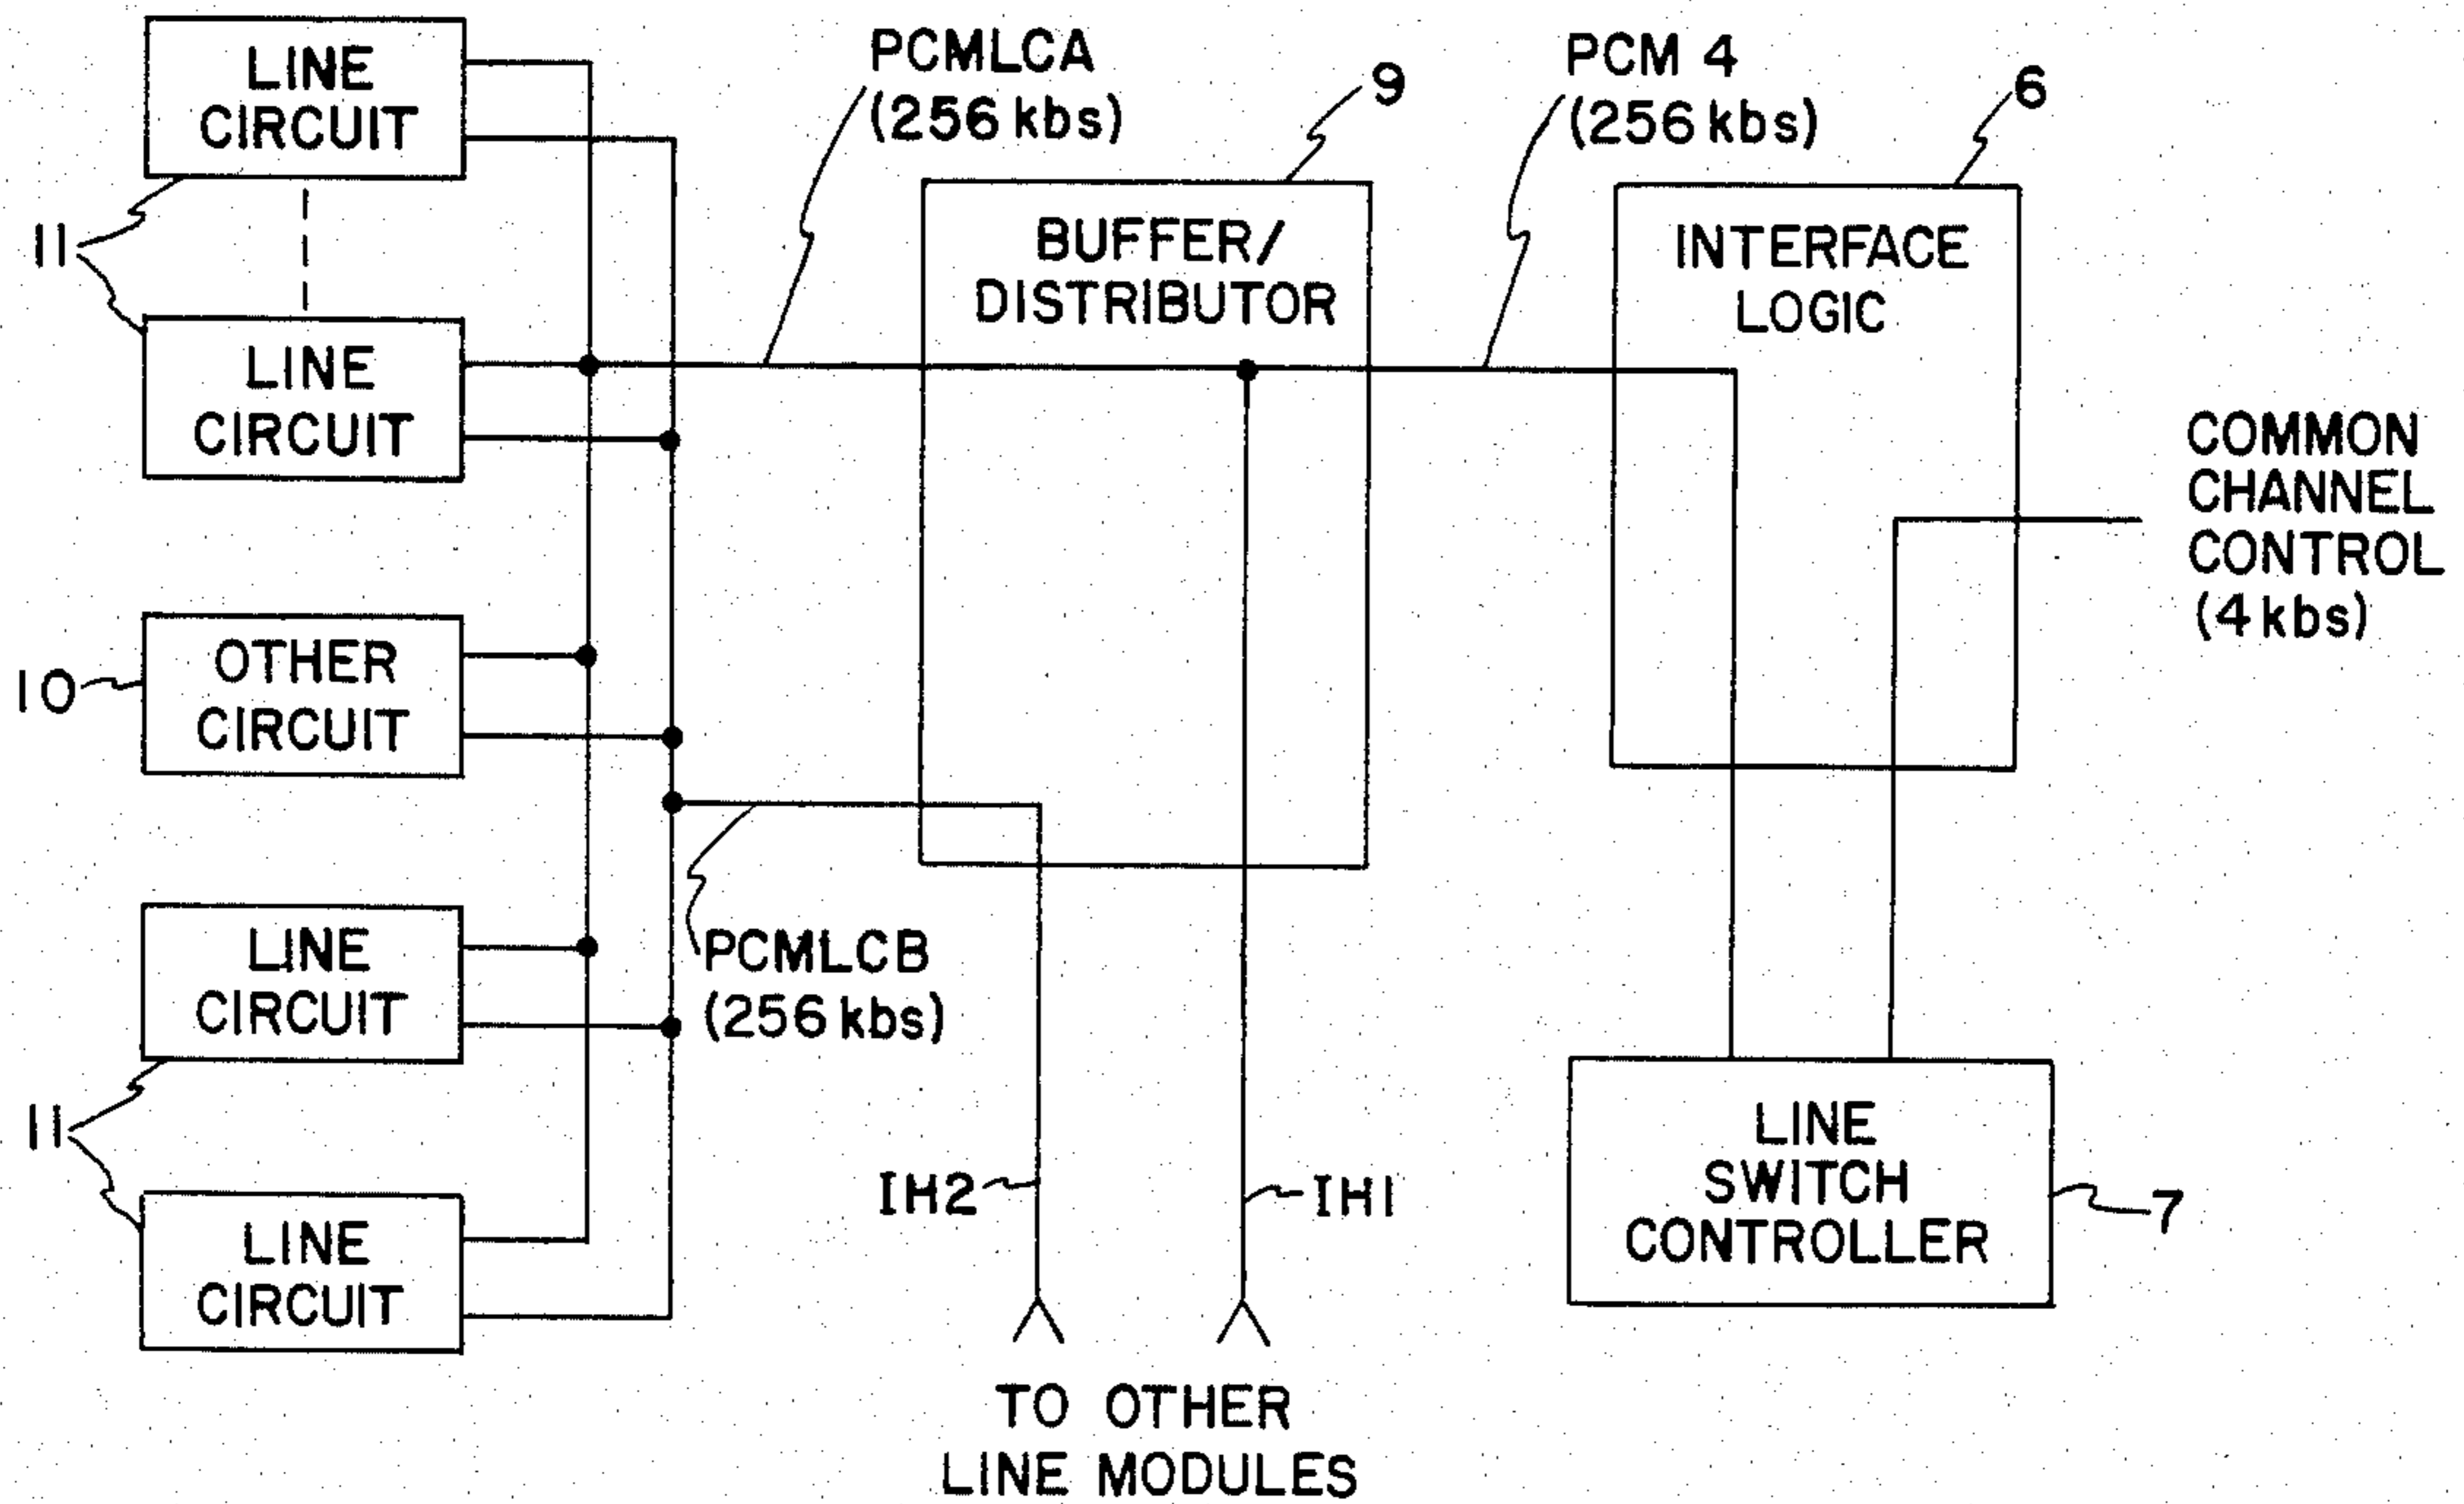 LINE
CIRCUIT
11
LINE
CIRCUIT
10
OTHER
CIRCUIT
LINE
CIRCUIT
11
LINE
CIRCUIT
PCMLCA
(256 kbs)
9
BUFFER/
DISTRIBUTOR
PCMLCB
(256 kbs)
IH2
IH1
TO OTHER
LINE MODULES
PCM 4
(256 kbs)
6
INTERFACE
LOGIC
COMMON
CHANNEL
CONTROL
(4 kbs)
LINE
SWITCH
CONTROLLER
7